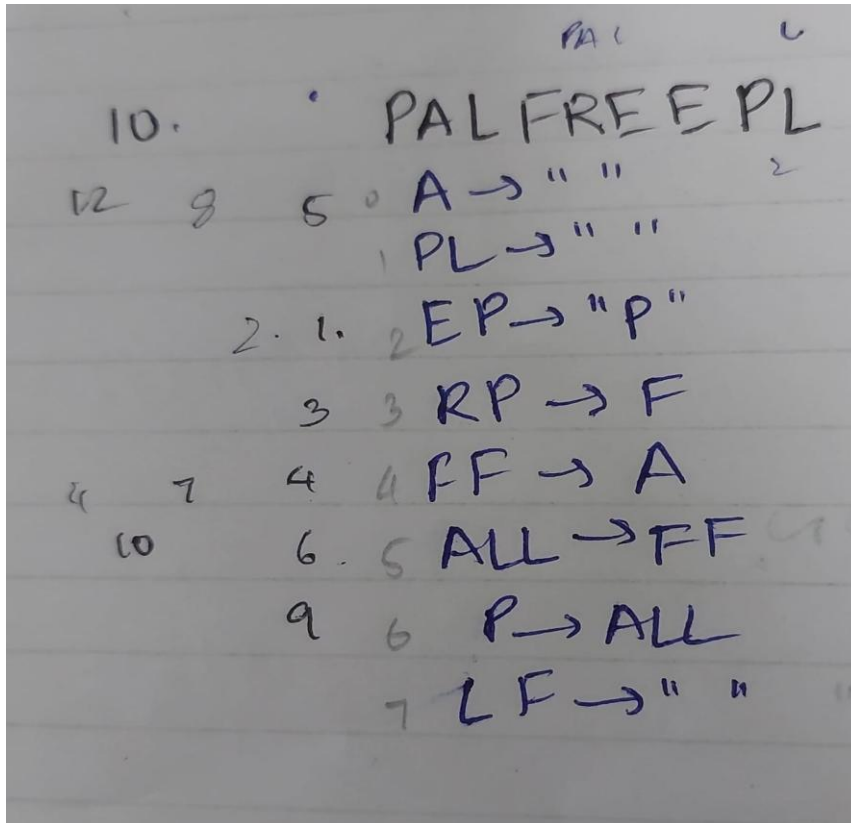 PAL L
10. PALFREEPL
12 8 5 0 A → " " 2
1 PL → " "
2. 1. 2 EP → "P"
3 3 RP → F
4 7 4 4 FF → A
10 6. 5 ALL → FF
9 6 P → ALL
7 LF → " "